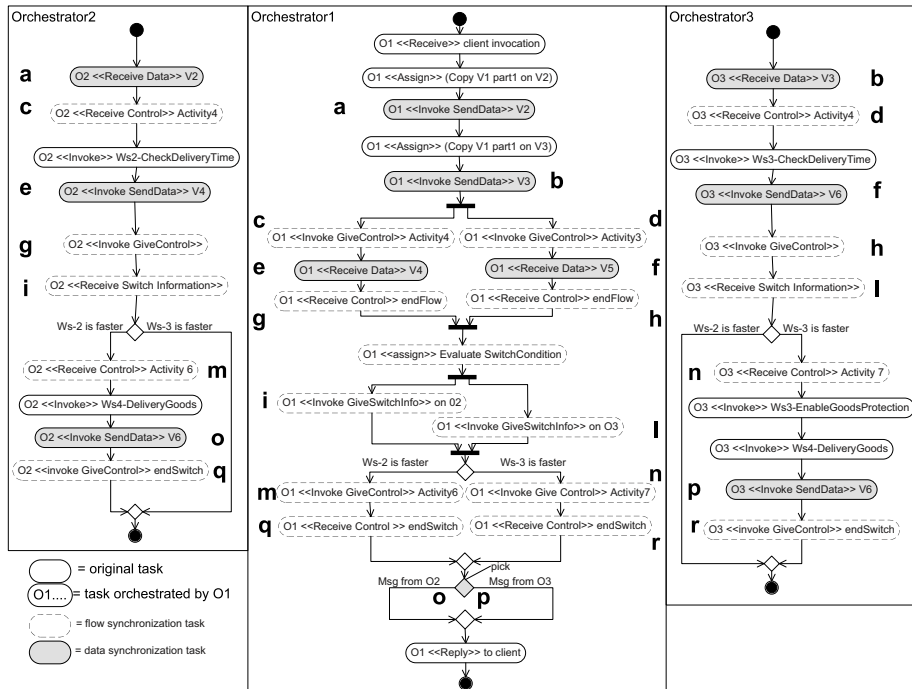 Orchestrator2
a
O2 <<Receive Data>> V2
c
O2 <<Receive Control>> Activity4
O2 <<Invoke>> Ws2-CheckDeliveryTime
e
O2 <<Invoke SendData>> V4
g
O2 <<Invoke GiveControl>>
i
O2 <<Receive Switch Information>>
Ws-2 is faster
Ws-3 is faster
O2 <<Receive Control>> Activity 6
m
O2 <<Invoke>> Ws4-DeliveryGoods
O2 <<Invoke SendData>> V6
o
O2 <<invoke GiveControl>> endSwitch
q
= original task
O1.... = task orchestrated by O1
= flow synchronization task
= data synchronization task
Orchestrator1
O1 <<Receive>> client invocation
O1 <<Assign>> (Copy V1 part1 on V2)
a
O1 <<Invoke SendData>> V2
O1 <<Assign>> (Copy V1 part1 on V3)
O1 <<Invoke SendData>> V3
b
c
d
O1 <<Invoke GiveControl>> Activity4
O1 <<Invoke GiveControl>> Activity3
e
O1 <<Receive Data>> V4
O1 <<Receive Data>> V5
f
O1 <<Receive Control>> endFlow
O1 <<Receive Control>> endFlow
g
h
O1 <<assign>> Evaluate SwitchCondition
i
O1 <<Invoke GiveSwitchInfo>> on 02
O1 <<Invoke GiveSwitchInfo>> on O3
l
Ws-2 is faster
Ws-3 is faster
n
m
O1 <<Invoke GiveControl>> Activity6
O1 <<Invoke Give Control>> Activity7
q
O1 <<Receive Control >> endSwitch
O1 <<Receive Control>> endSwitch
r
pick
Msg from O2
Msg from O3
o
p
O1 <<Reply>> to client
Orchestrator3
O3 <<Receive Data>> V3
b
O3 <<Receive Control>> Activity4
d
O3 <<Invoke>> Ws3-CheckDeliveryTime
O3 <<Invoke SendData>> V6
f
O3 <<Invoke GiveControl>>
h
O3 <<Receive Switch Information>>
l
Ws-2 is faster
Ws-3 is faster
n
O3 <<Receive Control>> Activity 7
O3 <<Invoke>> Ws3-EnableGoodsProtection
O3 <<Invoke>> Ws4-DeliveryGoods
p
O3 <<Invoke SendData>> V6
r
O3 <<invoke GiveControl>> endSwitch